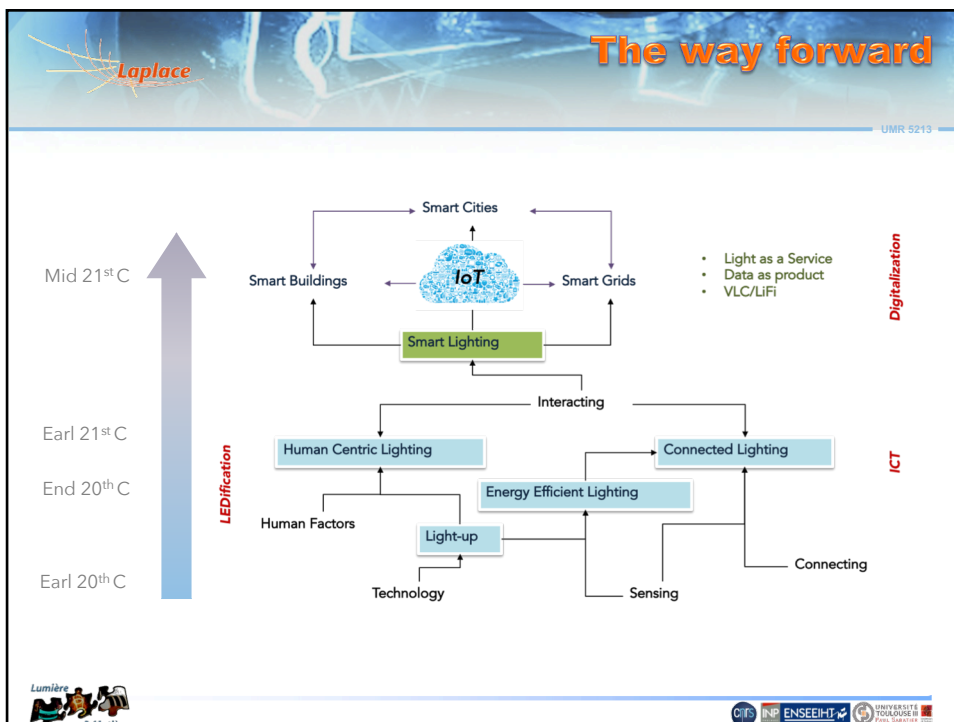 Laplace
The way forward
UMR 5213
Smart Cities
Mid 21st C
Smart Buildings
IoT
Smart Grids
• Light as a Service
• Data as product
• VLC/LiFi
Digitalization
Smart Lighting
Interacting
Earl 21st C
Human Centric Lighting
Connected Lighting
LEDification
ICT
End 20th C
Energy Efficient Lighting
Human Factors
Light-up
Connecting
Earl 20th C
Technology
Sensing
Lumière
cnrs
INP
ENSEEIHT
UNIVERSITÉ
TOULOUSE III
PAUL SABATIER